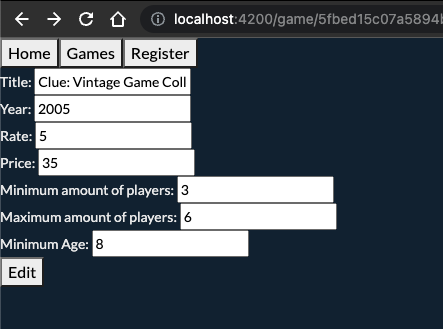 localhost:4200/game/5fbed15c07a5894b
Home Games Register
Title: Clue: Vintage Game Coll
Year: 2005
Rate: 5
Price: 35
Minimum amount of players: 3
Maximum amount of players: 6
Minimum Age: 8
Edit